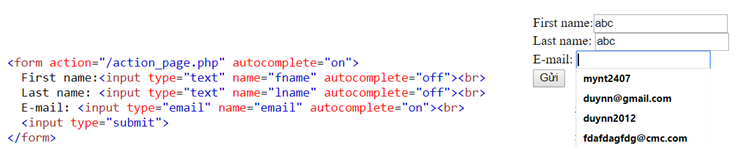 <form action="/action_page.php" autocomplete="on">
First name:<input type="text" name="fname" autocomplete="off"><br>
Last name: <input type="text" name="lname" autocomplete="off"><br>
E-mail: <input type="email" name="email" autocomplete="on"><br>
<input type="submit">
</form>
First name: abc
Last name: abc
E-mail:
Gửi
mynt2407
duynn@gmail.com
duynn2012
fdafdagfdg@cmc.com